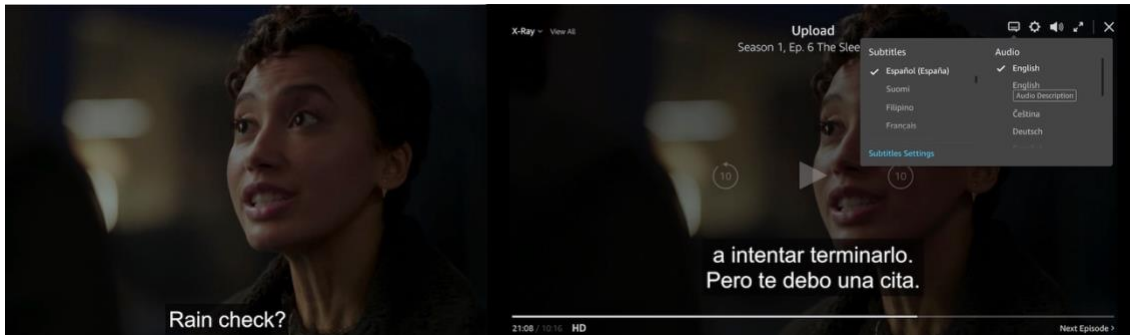 Rain check?
X-Ray View All
Upload
Season 1, Ep. 6 The Slee
Subtitles
Español (España)
Suomi
Filipino
Français
Subtitles Settings
Audio
English
English
Audio Description
Čeština
Deutsch
10
10
a intentar terminarlo.
Pero te debo una cita.
21:08 / 10:16 HD
Next Episode